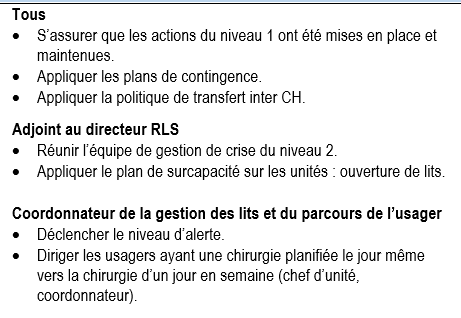 Tous
• S'assurer que les actions du niveau 1 ont été mises en place et
maintenues.
• Appliquer les plans de contingence.
• Appliquer la politique de transfert inter CH.
Adjoint au directeur RLS
• Réunir l'équipe de gestion de crise du niveau 2.
• Appliquer le plan de surcapacité sur les unités : ouverture de lits.
Coordonnateur de la gestion des lits et du parcours de l'usager
• Déclencher le niveau d'alerte.
• Diriger les usagers ayant une chirurgie planifiée le jour même
vers la chirurgie d'un jour en semaine (chef d'unité,
coordonnateur).